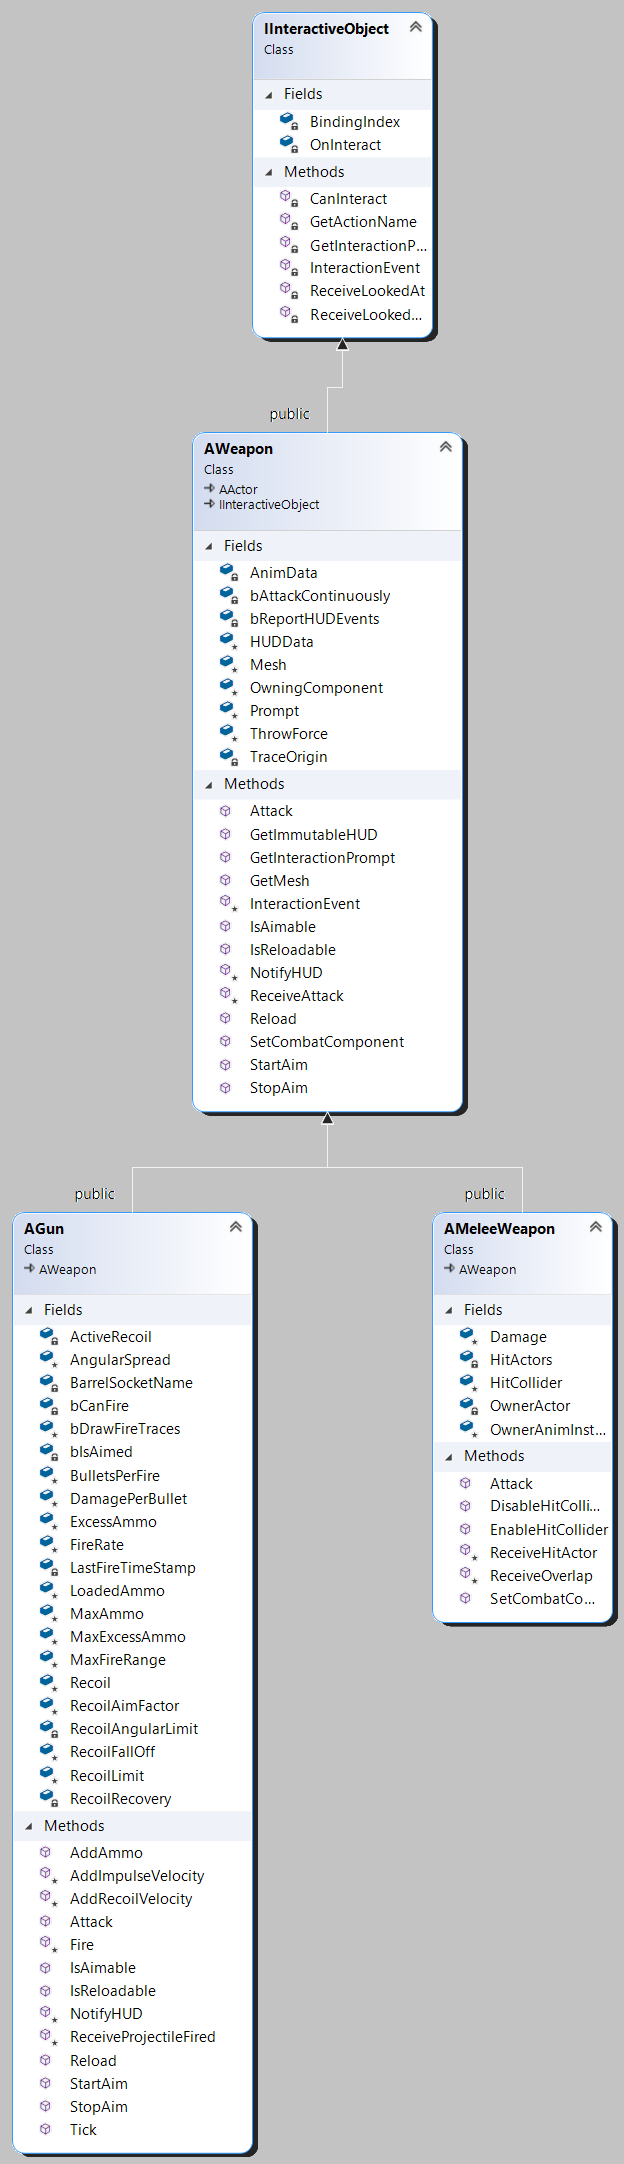 IInteractiveObject
Class
Fields
BindingIndex
OnInteract
Methods
CanInteract
GetActionName
GetInteractionP...
InteractionEvent
ReceiveLookedAt
ReceiveLooked...
public
AWeapon
Class
AActor
IInteractiveObject
Fields
AnimData
bAttackContinuously
bReportHUDEvents
HUDData
Mesh
OwningComponent
Prompt
ThrowForce
TraceOrigin
Methods
Attack
GetImmutableHUD
GetInteractionPrompt
GetMesh
InteractionEvent
IsAimable
IsReloadable
NotifyHUD
ReceiveAttack
Reload
SetCombatComponent
StartAim
StopAim
public
AGun
Class
AWeapon
Fields
ActiveRecoil
AngularSpread
BarrelSocketName
bCanFire
bDrawFireTraces
bIsAimed
BulletsPerFire
DamagePerBullet
ExcessAmmo
FireRate
LastFireTimeStamp
LoadedAmmo
MaxAmmo
MaxExcessAmmo
MaxFireRange
Recoil
RecoilAimFactor
RecoilAngularLimit
RecoilFallOff
RecoilLimit
RecoilRecovery
Methods
AddAmmo
AddImpulseVelocity
AddRecoilVelocity
Attack
Fire
IsAimable
IsReloadable
NotifyHUD
ReceiveProjectileFired
Reload
StartAim
StopAim
Tick
public
AMeleeWeapon
Class
AWeapon
Fields
Damage
HitActors
HitCollider
OwnerActor
OwnerAnimInst...
Methods
Attack
DisableHitColli...
EnableHitCollider
ReceiveHitActor
ReceiveOverlap
SetCombatCo...